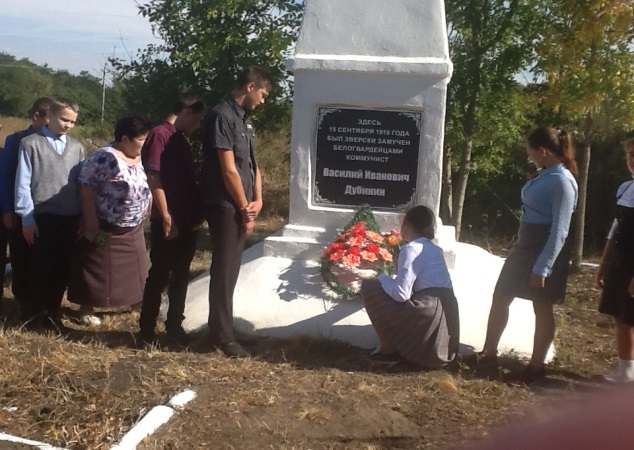 ЗДЕСЬ
15 СЕНТЯБРЯ 1919 ГОДА
БЫЛ ЗВЕРСКИ ЗАМУЧЕН
БЕЛОГВАРДЕЙЦАМИ
КОММУНИСТ
ВАСИЛИЙ ИВАНОВИЧ
ДУБИНИН